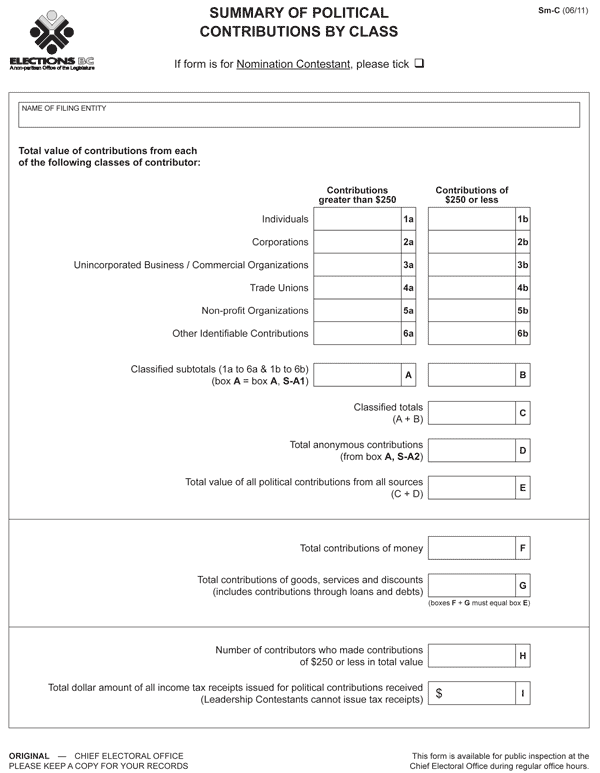 SUMMARY OF POLITICAL
CONTRIBUTIONS BY CLASS
Sm-C (06/11)
ELECTIONS BC
A non-partisan Office of the Legislature
If form is for Nomination Contestant, please tick ❑
NAME OF FILING ENTITY
Total value of contributions from each
of the following classes of contributor:
Contributions
greater than $250
Contributions of
$250 or less
Individuals 1a 1b
Corporations 2a 2b
Unincorporated Business / Commercial Organizations 3a 3b
Trade Unions 4a 4b
Non-profit Organizations 5a 5b
Other Identifiable Contributions 6a 6b
Classified subtotals (1a to 6a & 1b to 6b)
(box A = box A, S-A1)
A B
Classified totals
(A + B)
C
Total anonymous contributions
(from box A, S-A2)
D
Total value of all political contributions from all sources
(C + D)
E
Total contributions of money F
Total contributions of goods, services and discounts
(includes contributions through loans and debts)
G
(boxes F + G must equal box E)
Number of contributors who made contributions
of $250 or less in total value
H
Total dollar amount of all income tax receipts issued for political contributions received
(Leadership Contestants cannot issue tax receipts)
$ I
ORIGINAL — CHIEF ELECTORAL OFFICE
PLEASE KEEP A COPY FOR YOUR RECORDS
This form is available for public inspection at the
Chief Electoral Office during regular office hours.